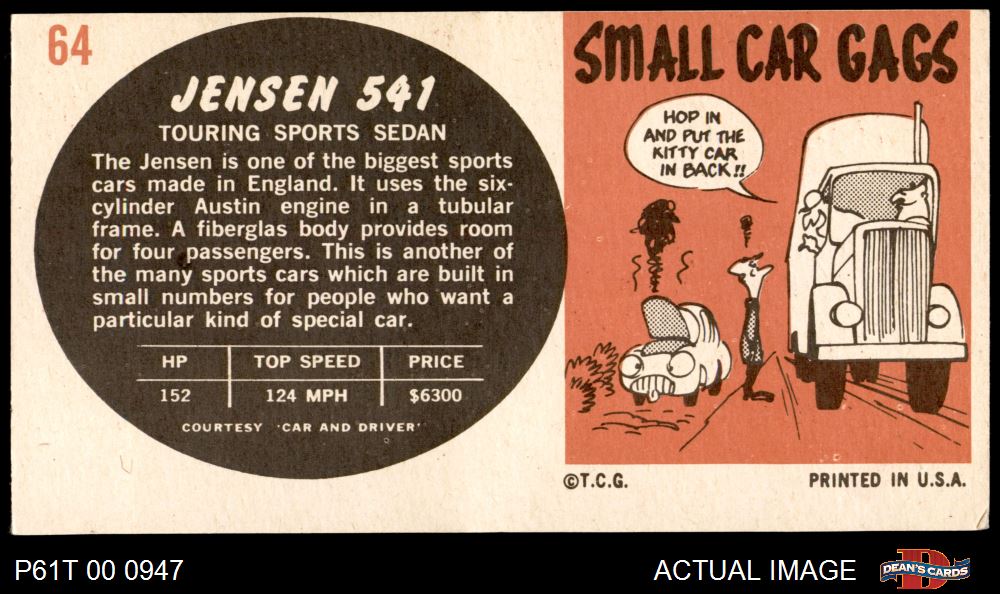 64
JENSEN 541
TOURING SPORTS SEDAN
The Jensen is one of the biggest sports
cars made in England. It uses the six-
cylinder Austin engine in a tubular
frame. A fiberglas body provides room
for four passengers. This is another of
the many sports cars which are built in
small numbers for people who want a
particular kind of special car.
HP TOP SPEED PRICE
152 124 MPH $6300
COURTESY 'CAR AND DRIVER'
SMALL CAR GAGS
HOP IN
AND PUT THE
KITTY CAR
IN BACK!!
©T.C.G. PRINTED IN U.S.A.
P61T 00 0947 ACTUAL IMAGE
D
DEAN'S CARDS